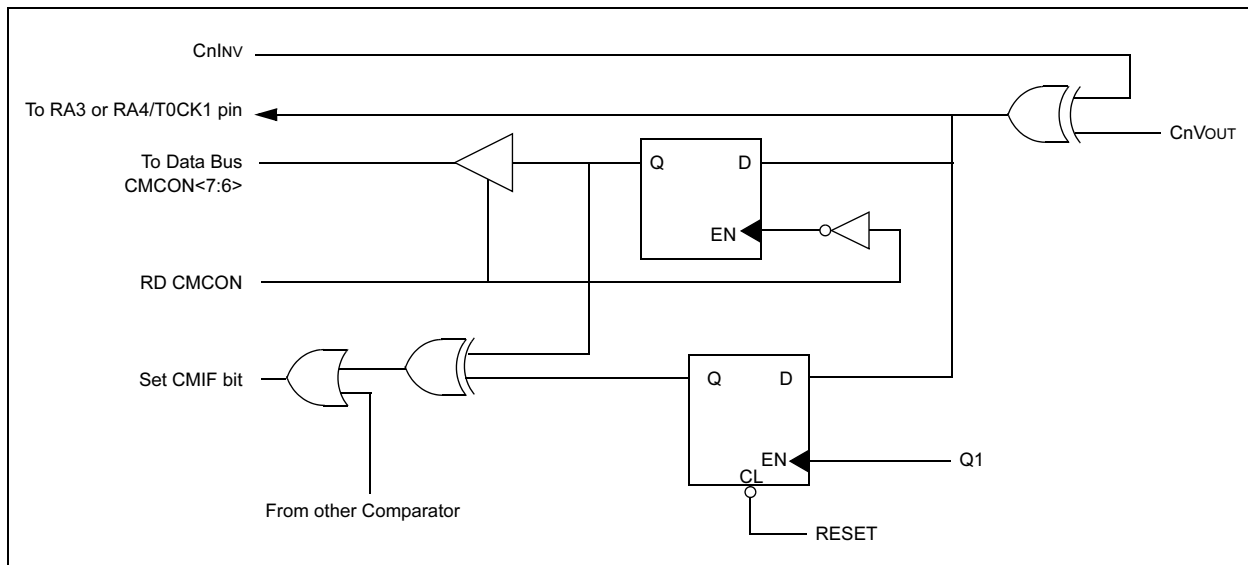 CnINV
To RA3 or RA4/T0CK1 pin
CnVOUT
To Data Bus
CMCON<7:6>
Q
D
EN
RD CMCON
Set CMIF bit
Q
D
EN
Q1
CL
From other Comparator
RESET